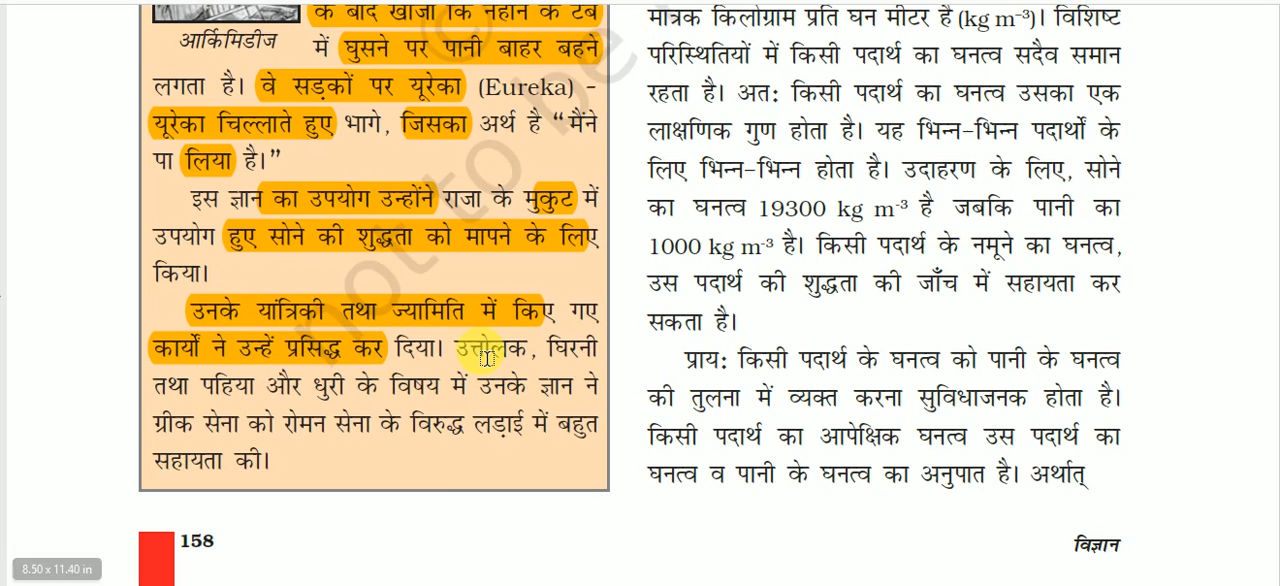 के बाद खोजा कि नहाने के टब
आर्किमिडीज
में घुसने पर पानी बाहर बहने
लगता है। वे सड़कों पर यूरेका (Eureka) -
यूरेका चिल्लाते हुए भागे, जिसका अर्थ है “मैंने
पा लिया है।”
इस ज्ञान का उपयोग उन्होंने राजा के मुकुट में
उपयोग हुए सोने की शुद्धता को मापने के लिए
किया।
उनके यांत्रिकी तथा ज्यामिति में किए गए
कार्यों ने उन्हें प्रसिद्ध कर दिया। उत्तोलक, घिरनी
तथा पहिया और धुरी के विषय में उनके ज्ञान ने
ग्रीक सेना को रोमन सेना के विरुद्ध लड़ाई में बहुत
सहायता की।
मात्रक किलोग्राम प्रति घन मीटर है (kg m⁻³)। विशिष्ट
परिस्थितियों में किसी पदार्थ का घनत्व सदैव समान
रहता है। अत: किसी पदार्थ का घनत्व उसका एक
लाक्षणिक गुण होता है। यह भिन्न-भिन्न पदार्थों के
लिए भिन्न-भिन्न होता है। उदाहरण के लिए, सोने
का घनत्व 19300 kg m⁻³ है जबकि पानी का
1000 kg m⁻³ है। किसी पदार्थ के नमूने का घनत्व,
उस पदार्थ की शुद्धता की जाँच में सहायता कर
सकता है।
प्राय: किसी पदार्थ के घनत्व को पानी के घनत्व
की तुलना में व्यक्त करना सुविधाजनक होता है।
किसी पदार्थ का आपेक्षिक घनत्व उस पदार्थ का
घनत्व व पानी के घनत्व का अनुपात है। अर्थात्
not to be
158
विज्ञान
8.50 x 11.40 in